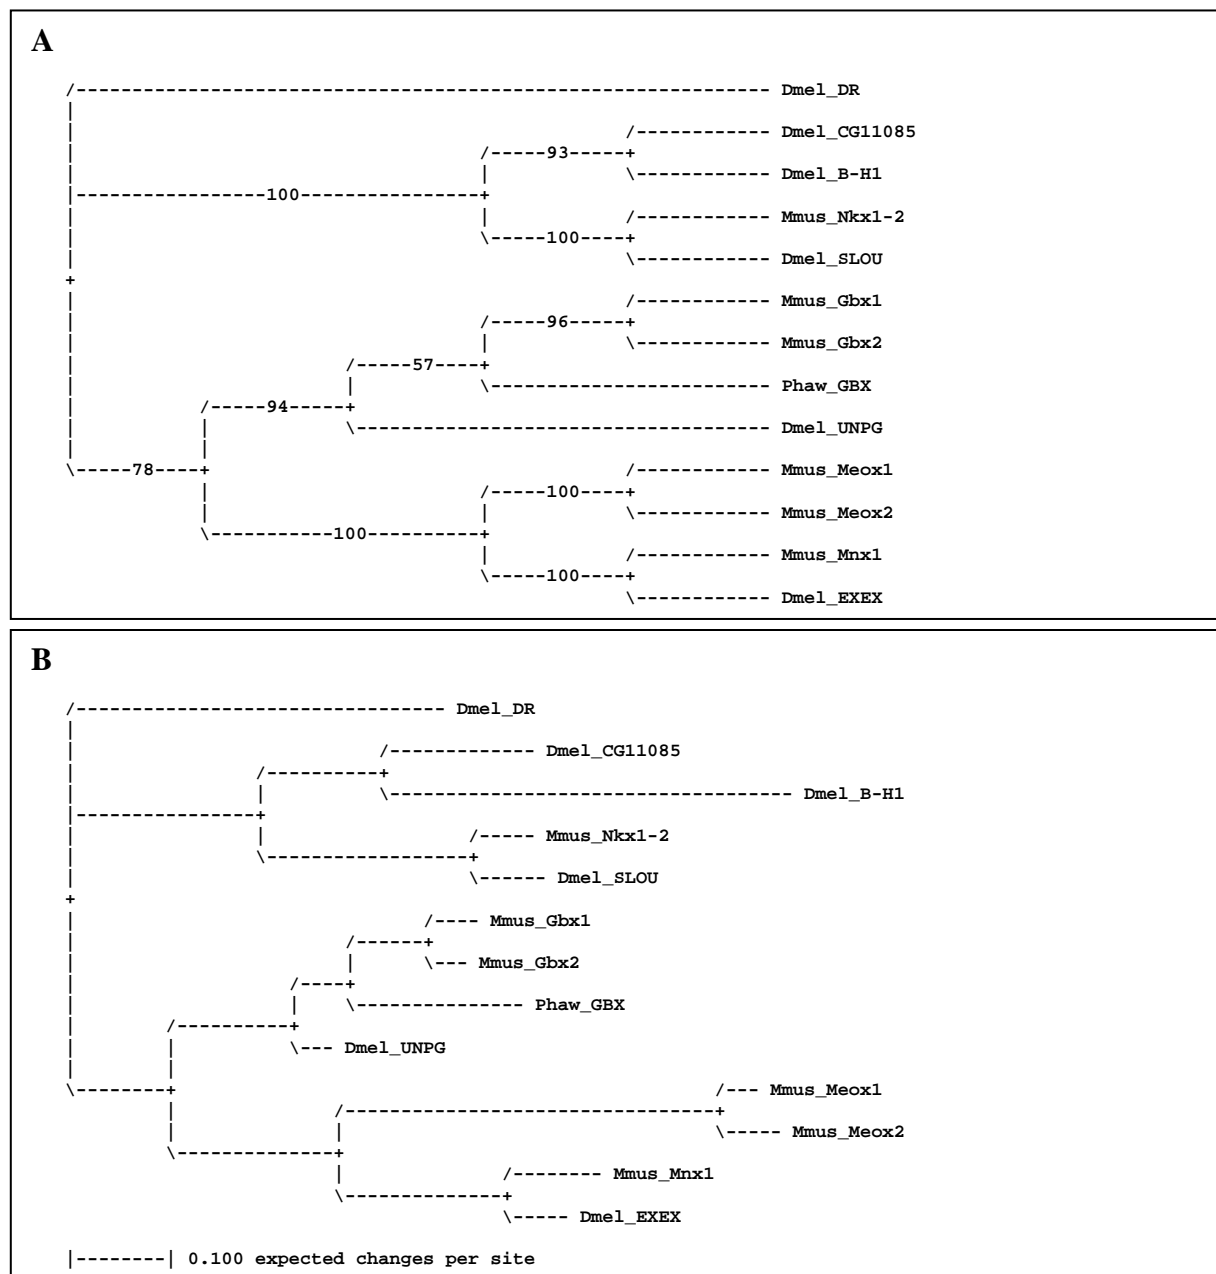 A
Dmel_DR
Dmel_CG11085
93
Dmel_B-H1
100
Mmus_Nkx1-2
100
Dmel_SLOU
Mmus_Gbx1
96
Mmus_Gbx2
57
Phaw_GBX
94
Dmel_UNPG
78
Mmus_Meox1
100
Mmus_Meox2
100
Mmus_Mnx1
100
Dmel_EXEX
B
Dmel_DR
Dmel_CG11085
Dmel_B-H1
Mmus_Nkx1-2
Dmel_SLOU
Mmus_Gbx1
Mmus_Gbx2
Phaw_GBX
Dmel_UNPG
Mmus_Meox1
Mmus_Meox2
Mmus_Mnx1
Dmel_EXEX
|--------| 0.100 expected changes per site